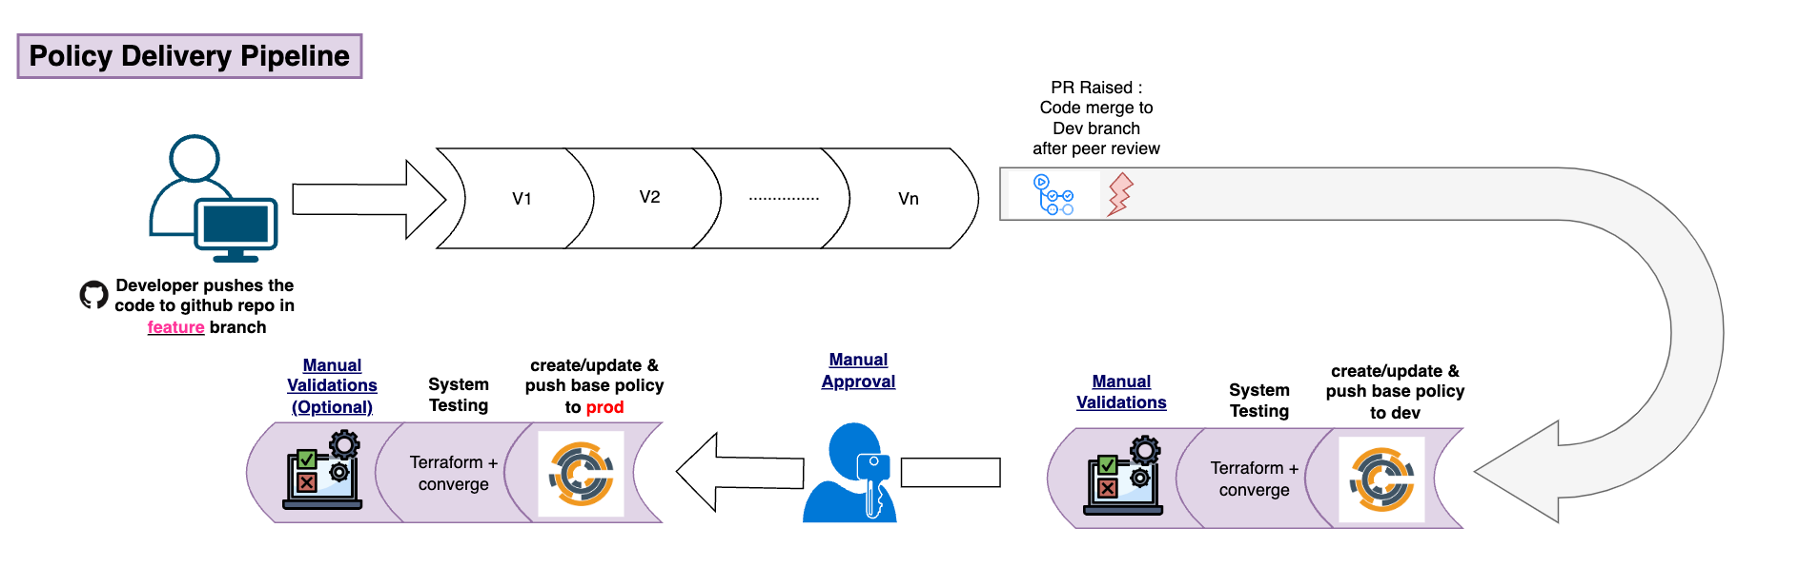 Policy Delivery Pipeline
PR Raised :
Code merge to
Dev branch
after peer review
V1
V2
...............
Vn
Developer pushes the
code to github repo in
feature branch
Manual
Validations
(Optional)
System
Testing
create/update &
push base policy
to prod
Manual
Approval
Manual
Validations
System
Testing
create/update &
push base policy
to dev
Terraform +
converge
Terraform +
converge